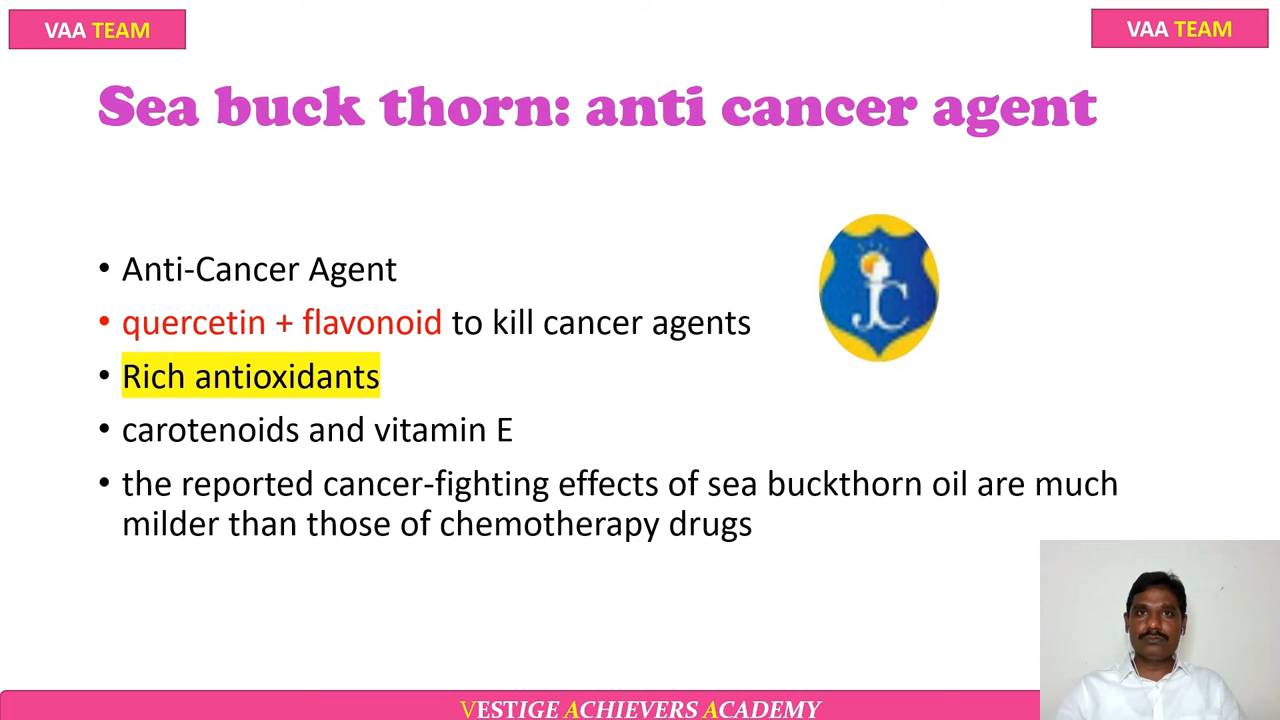 VAA TEAM
VAA TEAM
Sea buck thorn: anti cancer agent
• Anti-Cancer Agent
• quercetin + flavonoid to kill cancer agents
• Rich antioxidants
• carotenoids and vitamin E
• the reported cancer-fighting effects of sea buckthorn oil are much
milder than those of chemotherapy drugs
JC
VESTIGE ACHIEVERS ACADEMY